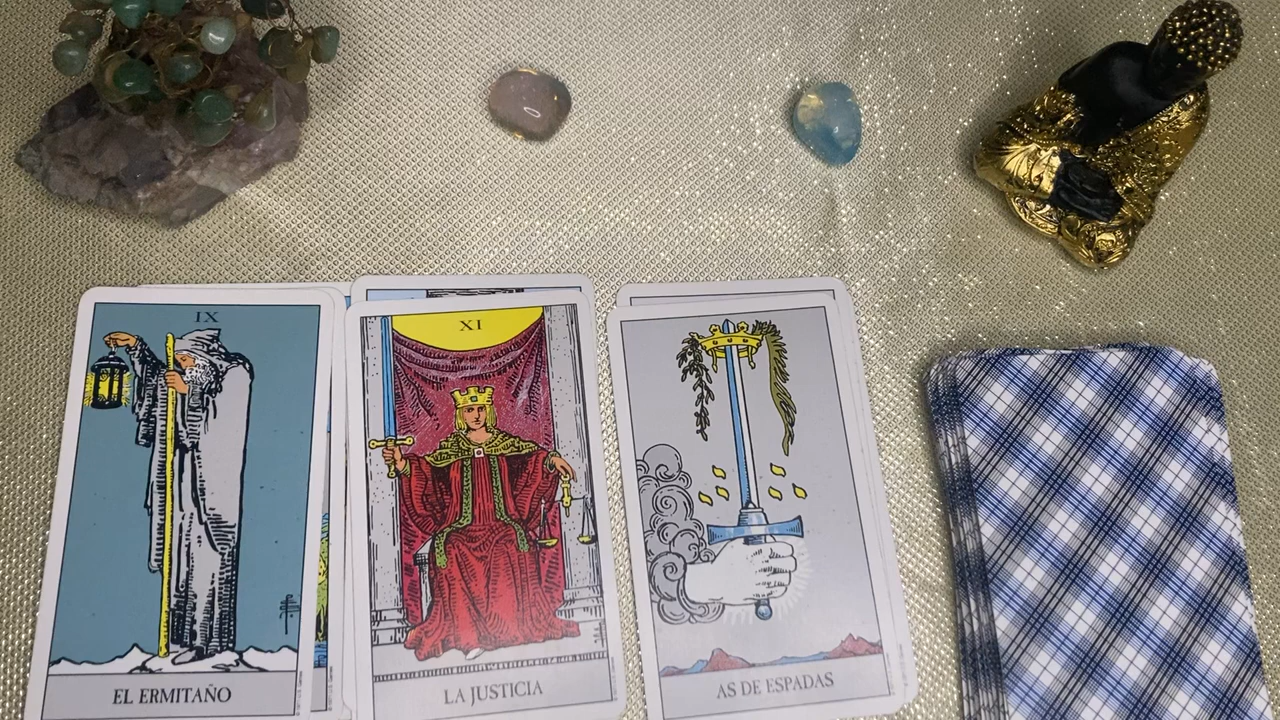 IX
EL ERMITAÑO
XI
LA JUSTICIA
AS DE ESPADAS